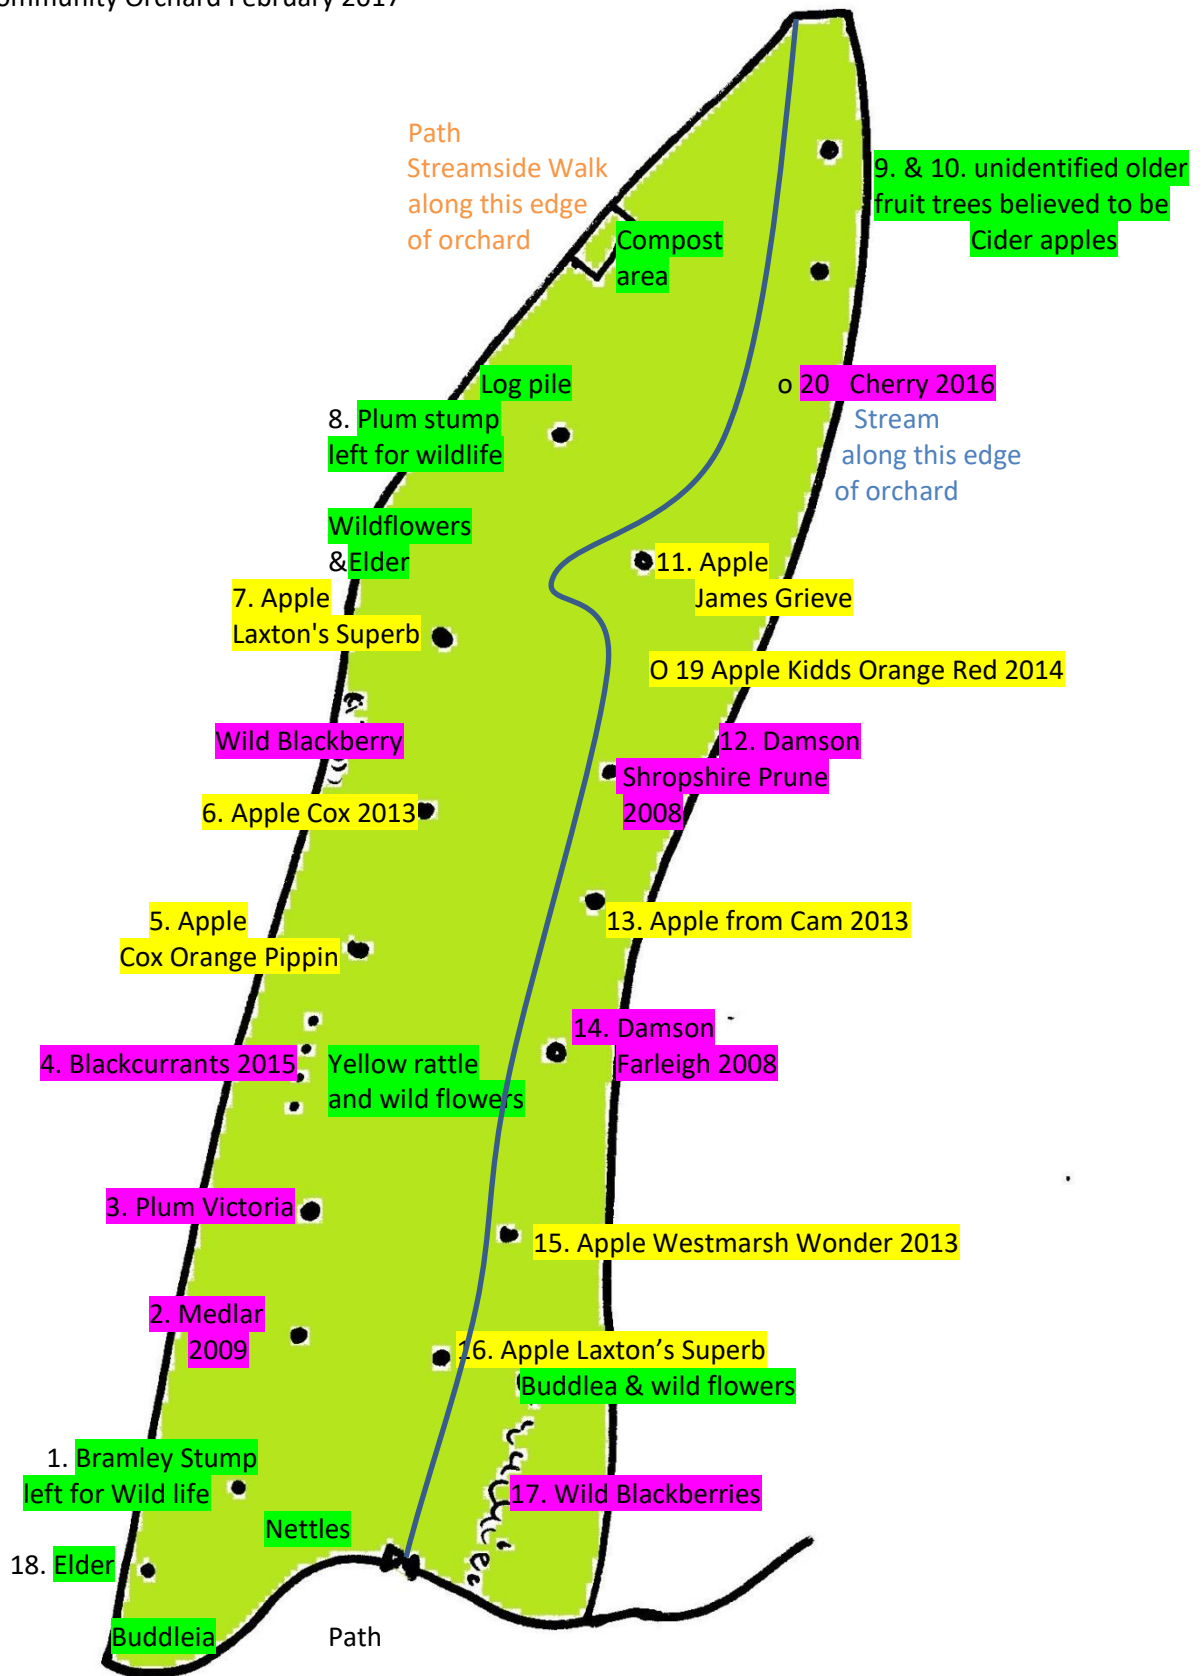 ommunity Orchard February 2017
Path
Streamside Walk
along this edge
of orchard
9. & 10. unidentified older
fruit trees believed to be
Cider apples
Compost
area
Log pile
o 20 Cherry 2016
8. Plum stump
left for wildlife
Stream
along this edge
of orchard
Wildflowers
&Elder
11. Apple
James Grieve
7. Apple
Laxton's Superb
O 19 Apple Kidds Orange Red 2014
Wild Blackberry
12. Damson
Shropshire Prune
2008
6. Apple Cox 2013
5. Apple
Cox Orange Pippin
13. Apple from Cam 2013
14. Damson
Farleigh 2008
4. Blackcurrants 2015
Yellow rattle
and wild flowers
3. Plum Victoria
15. Apple Westmarsh Wonder 2013
2. Medlar
2009
16. Apple Laxton’s Superb
Buddlea & wild flowers
1. Bramley Stump
left for Wild life
17. Wild Blackberries
Nettles
18. Elder
Buddleia
Path